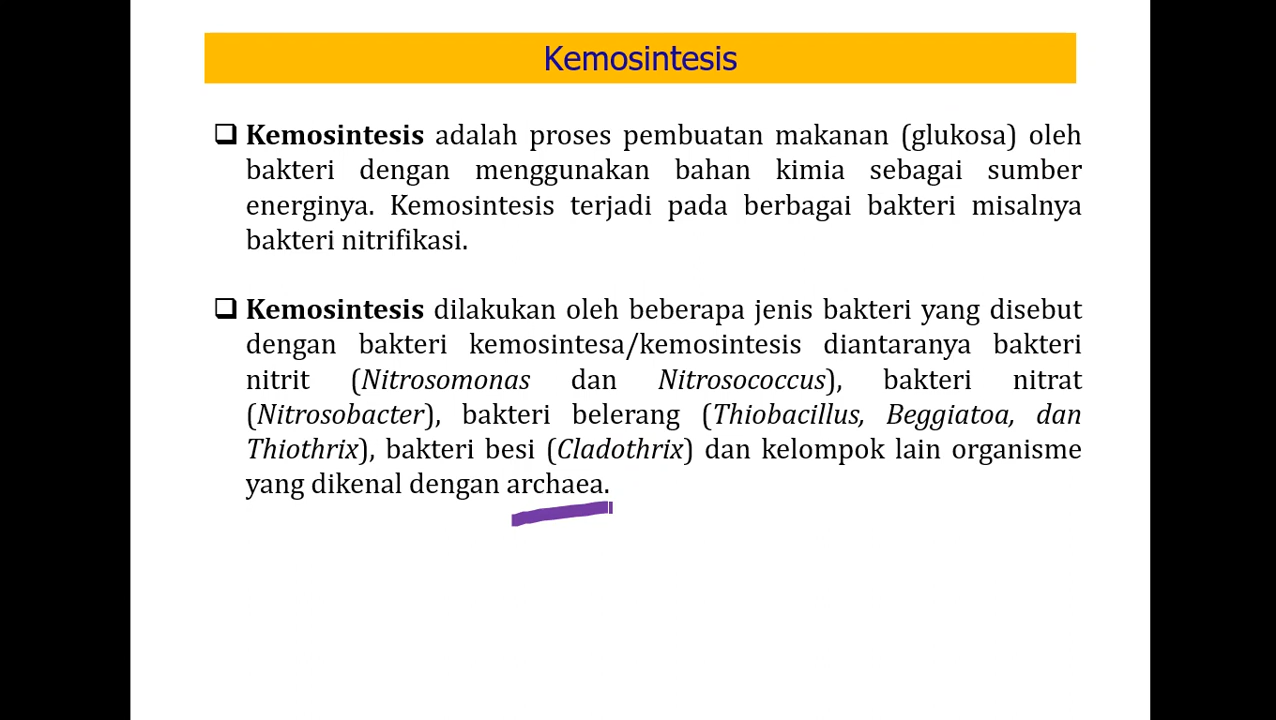 Kemosintesis
❑ Kemosintesis adalah proses pembuatan makanan (glukosa) oleh
bakteri dengan menggunakan bahan kimia sebagai sumber
energinya. Kemosintesis terjadi pada berbagai bakteri misalnya
bakteri nitrifikasi.
❑ Kemosintesis dilakukan oleh beberapa jenis bakteri yang disebut
dengan bakteri kemosintesa/kemosintesis diantaranya bakteri
nitrit (Nitrosomonas dan Nitrosococcus), bakteri nitrat
(Nitrosobacter), bakteri belerang (Thiobacillus, Beggiatoa, dan
Thiothrix), bakteri besi (Cladothrix) dan kelompok lain organisme
yang dikenal dengan archaea.